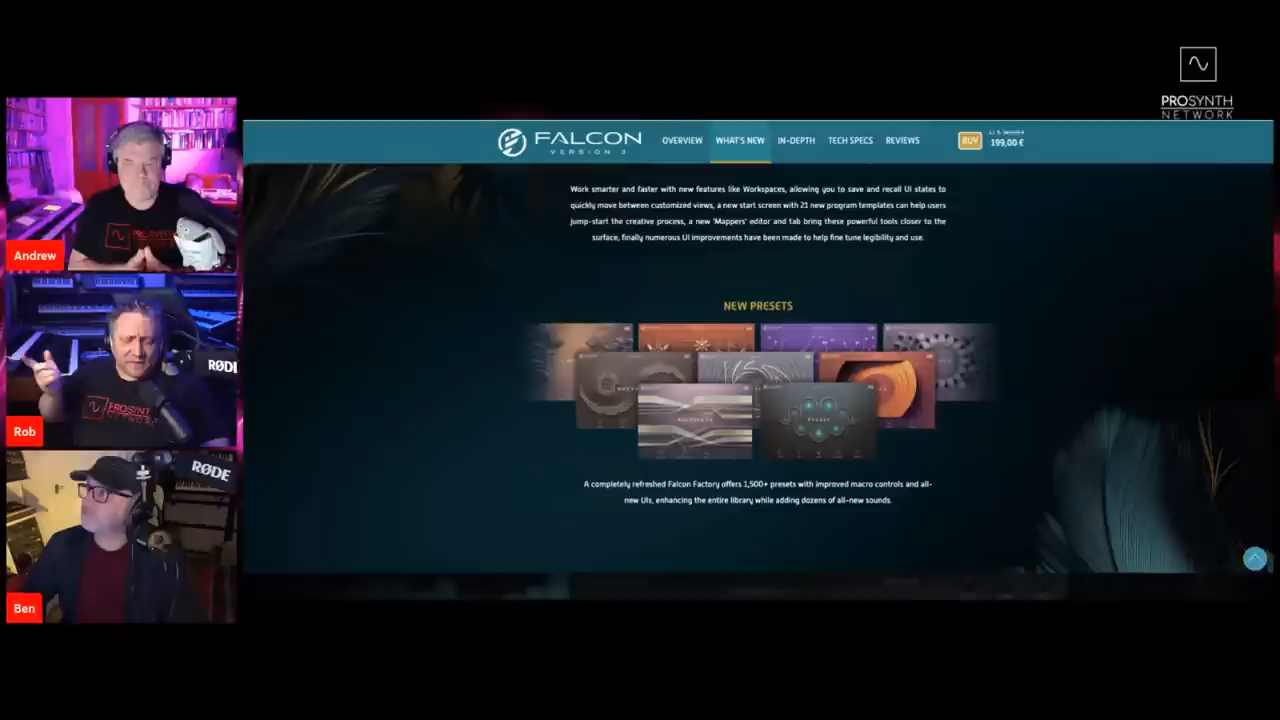 PROSYNTH
NETWORK
FALCON
VERSION 3
OVERVIEW
WHAT'S NEW
IN-DEPTH
TECH SPECS
REVIEWS
BUY
199,00 €
Work smarter and faster with new features like Workspaces, allowing you to save and recall UI states to
quickly move between customized views, a new start screen with 21 new program templates can help users
jump-start the creative process, a new 'Mappers' editor and tab bring these powerful tools closer to the
surface, finally numerous UI improvements have been made to help fine tune legibility and use.
NEW PRESETS
A completely refreshed Falcon Factory offers 1,500+ presets with improved macro controls and all-
new UIs, enhancing the entire library while adding dozens of all-new sounds.
Andrew
PROSYNTH
NETWORK
RØDE
Rob
PROSYNT
NETWORK
RØDE
Ben